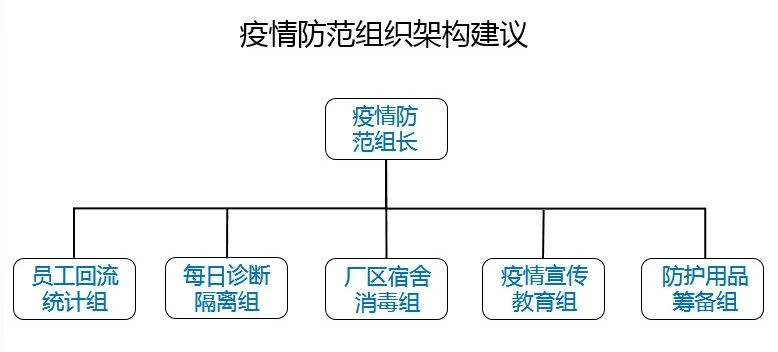 疫情防范组织架构建议
疫情防
范组长
员工回流
统计组
每日诊断
隔离组
厂区宿舍
消毒组
疫情宣传
教育组
防护用品
筹备组